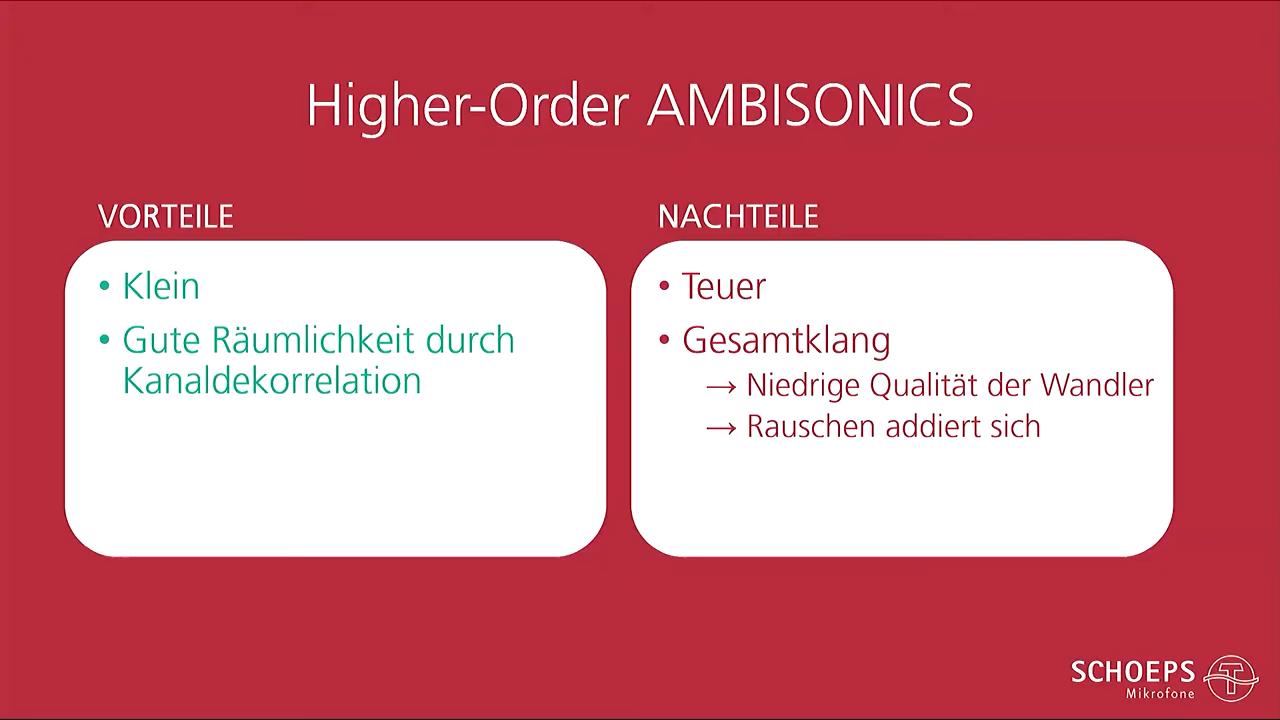 Higher-Order AMBISONICS
VORTEILE
• Klein
• Gute Räumlichkeit durch
Kanaldekorrelation
NACHTEILE
• Teuer
• Gesamtklang
→ Niedrige Qualität der Wandler
→ Rauschen addiert sich
SCHOEPS
Mikrofone